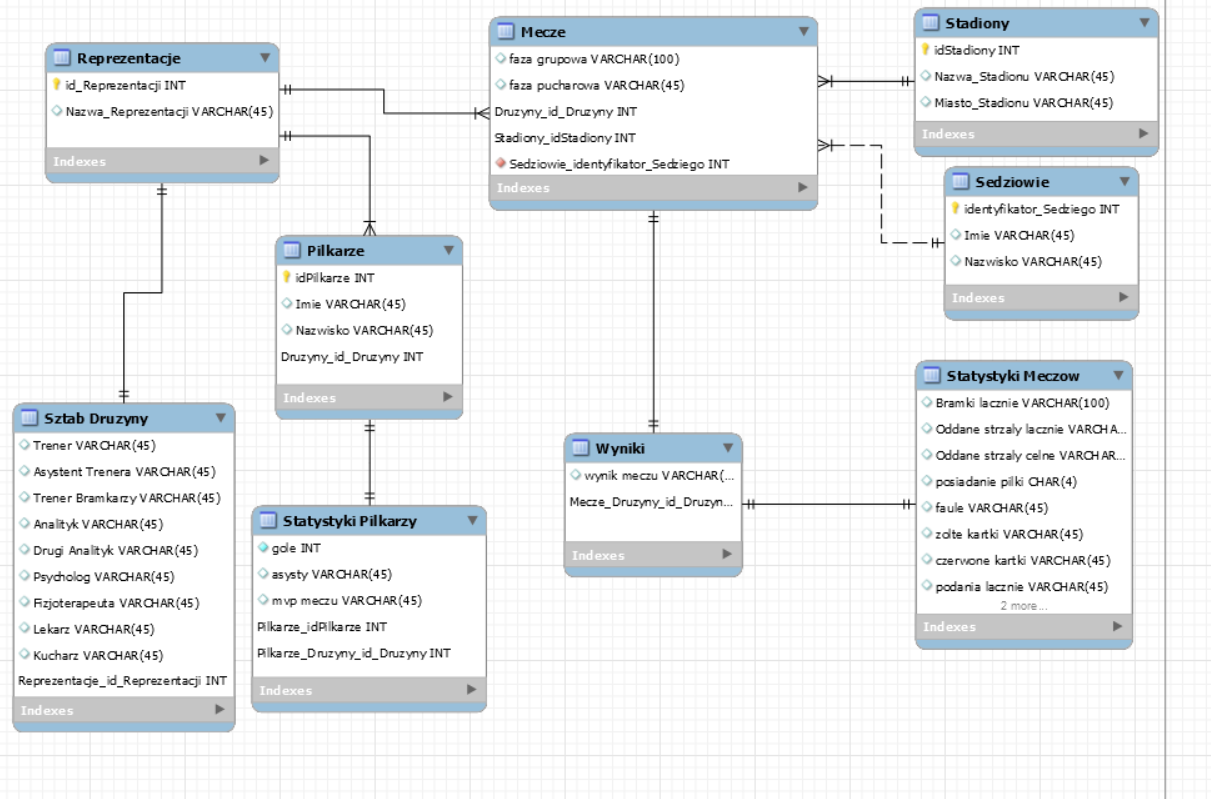 Reprezentacje
id_Reprezentacji INT
Nazwa_Reprezentacji VARCHAR(45)
Indexes
Mecze
faza grupowa VARCHAR(100)
faza pucharowa VARCHAR(45)
Druzyny_id_Druzyny INT
Stadiony_idStadiony INT
Sedziowie_identyfikator_Sedziego INT
Indexes
Stadiony
idStadiony INT
Nazwa_Stadionu VARCHAR(45)
Miasto_Stadionu VARCHAR(45)
Indexes
Sedziowie
identyfikator_Sedziego INT
Imie VARCHAR(45)
Nazwisko VARCHAR(45)
Indexes
Pilkarze
idPilkarze INT
Imie VARCHAR(45)
Nazwisko VARCHAR(45)
Druzyny_id_Druzyny INT
Indexes
Sztab Druzyny
Trener VARCHAR(45)
Asystent Trenera VARCHAR(45)
Trener Bramkarzy VARCHAR(45)
Analityk VARCHAR(45)
Drugi Analityk VARCHAR(45)
Psycholog VARCHAR(45)
Fizjoterapeuta VARCHAR(45)
Lekarz VARCHAR(45)
Kucharz VARCHAR(45)
Reprezentacje_id_Reprezentacji INT
Indexes
Statystyki Pilkarzy
gole INT
asysty VARCHAR(45)
mvp meczu VARCHAR(45)
Pilkarze_idPilkarze INT
Pilkarze_Druzyny_id_Druzyny INT
Indexes
Wyniki
wynik meczu VARCHAR(...
Mecze_Druzyny_id_Druzyn...
Indexes
Statystyki Meczow
Bramki lacznie VARCHAR(100)
Oddane strzaly lacznie VARCHA...
Oddane strzaly celne VARCHAR...
posiadanie pilki CHAR(4)
faule VARCHAR(45)
zolte kartki VARCHAR(45)
czerwone kartki VARCHAR(45)
podania lacznie VARCHAR(45)
2 more...
Indexes